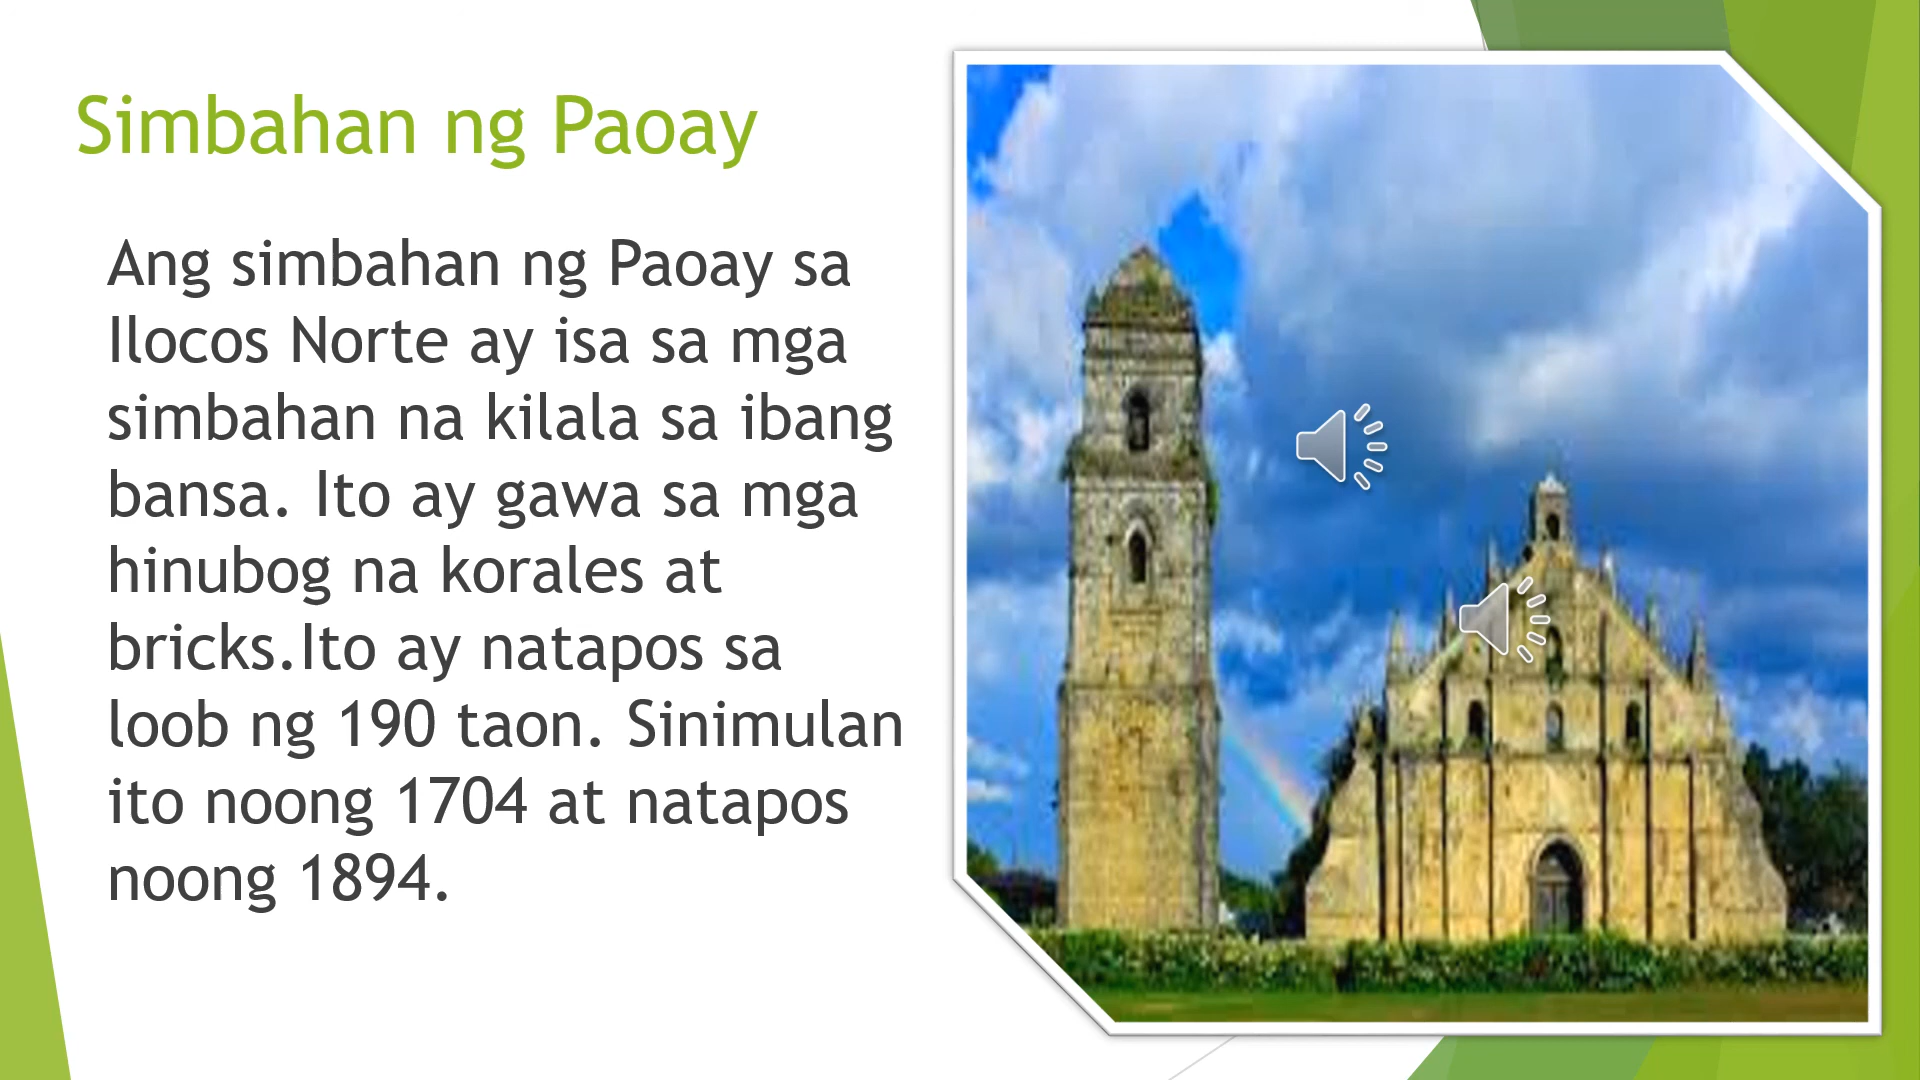 Simbahan ng Paoay
Ang simbahan ng Paoay sa
Ilocos Norte ay isa sa mga
simbahan na kilala sa ibang
bansa. Ito ay gawa sa mga
hinubog na korales at
bricks.Ito ay natapos sa
loob ng 190 taon. Sinimulan
ito noong 1704 at natapos
noong 1894.